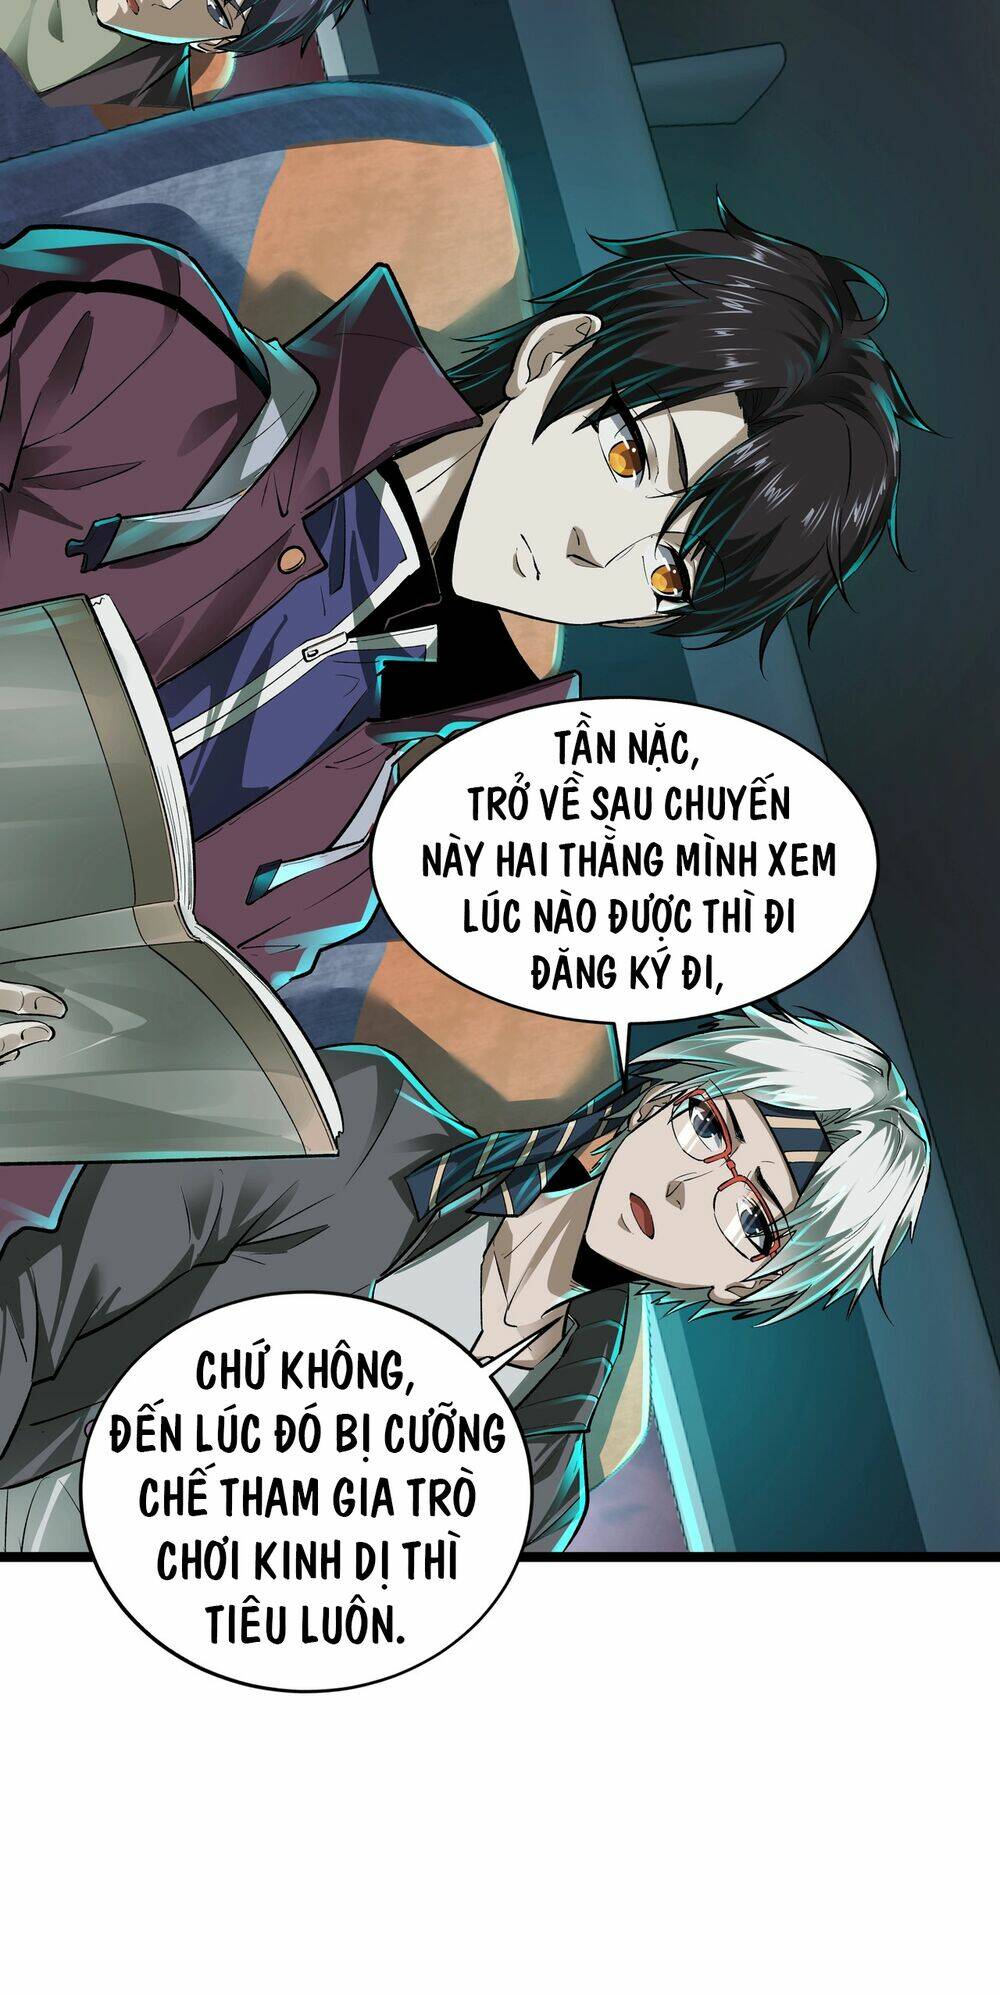 TẦN NẶC,
TRỞ VỀ SAU CHUYẾN
NÀY HAI THẰNG MÌNH XEM
LÚC NÀO ĐƯỢC THÌ ĐI
ĐĂNG KÝ ĐI,
CHỨ KHÔNG,
ĐẾN LÚC ĐÓ BỊ CƯỠNG
CHẾ THAM GIA TRÒ
CHƠI KINH DỊ THÌ
TIÊU LUÔN.